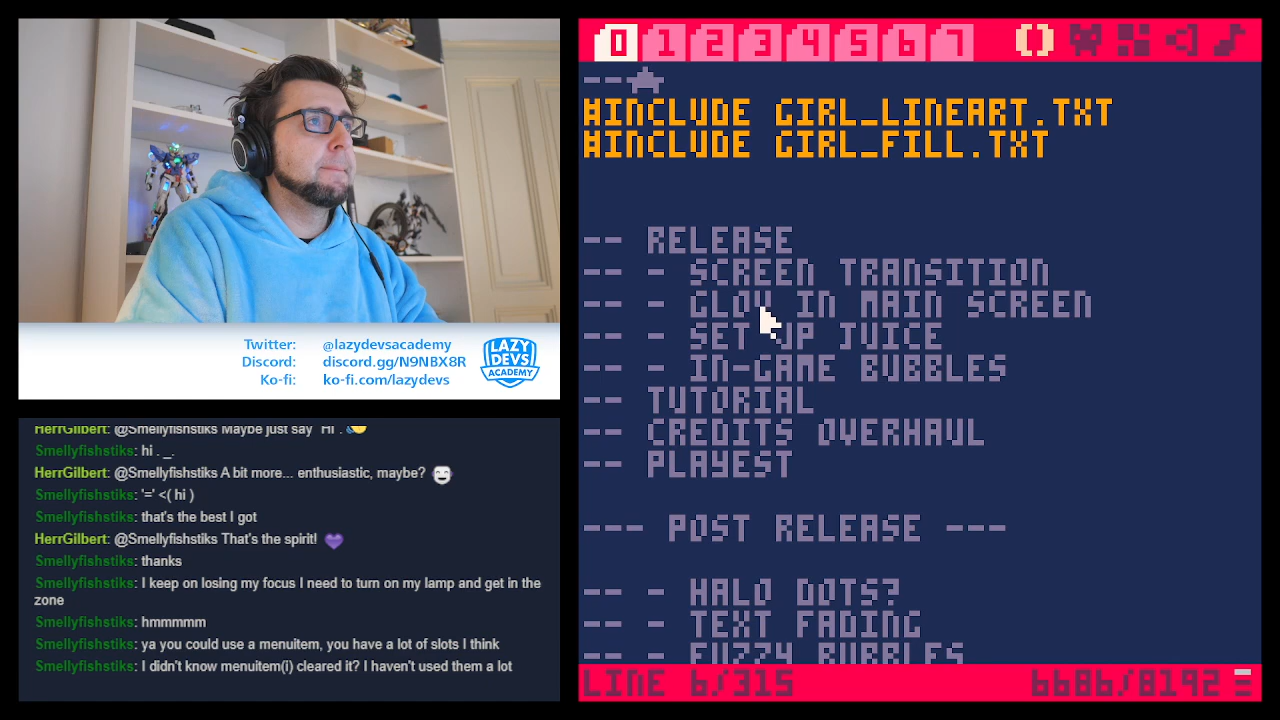 Twitter: @lazydevsacademy
Discord: discord.gg/N9NBX8R
Ko-fi: ko-fi.com/lazydevs
LAZY
DEVS
ACADEMY
HerrGilbert: @Smellyfishstiks Maybe just say "Hi".
Smellyfishstiks: hi . _.
HerrGilbert: @Smellyfishstiks A bit more... enthusiastic, maybe?
Smellyfishstiks: '=' <( hi )
Smellyfishstiks: that's the best I got
HerrGilbert: @Smellyfishstiks That's the spirit!
Smellyfishstiks: thanks
Smellyfishstiks: I keep on losing my focus I need to turn on my lamp and get in the
zone
Smellyfishstiks: hmmmmm
Smellyfishstiks: ya you could use a menuitem, you have a lot of slots I think
Smellyfishstiks: I didn't know menuitem(i) cleared it? I haven't used them a lot
0 1 2 3 4 5 6 7 ()
--
#INCLUDE GIRL_LINEART.TXT
#INCLUDE GIRL_FILL.TXT
-- RELEASE
-- - SCREEN TRANSITION
-- - GLOW IN MAIN SCREEN
-- - SET UP JUICE
-- - IN-GAME BUBBLES
-- TUTORIAL
-- CREDITS OVERHAUL
-- PLAYEST
--- POST RELEASE ---
-- - HALO DOTS?
-- - TEXT FADING
-- - FUZZY BUBBLES
LINE 6/315 6686/8192